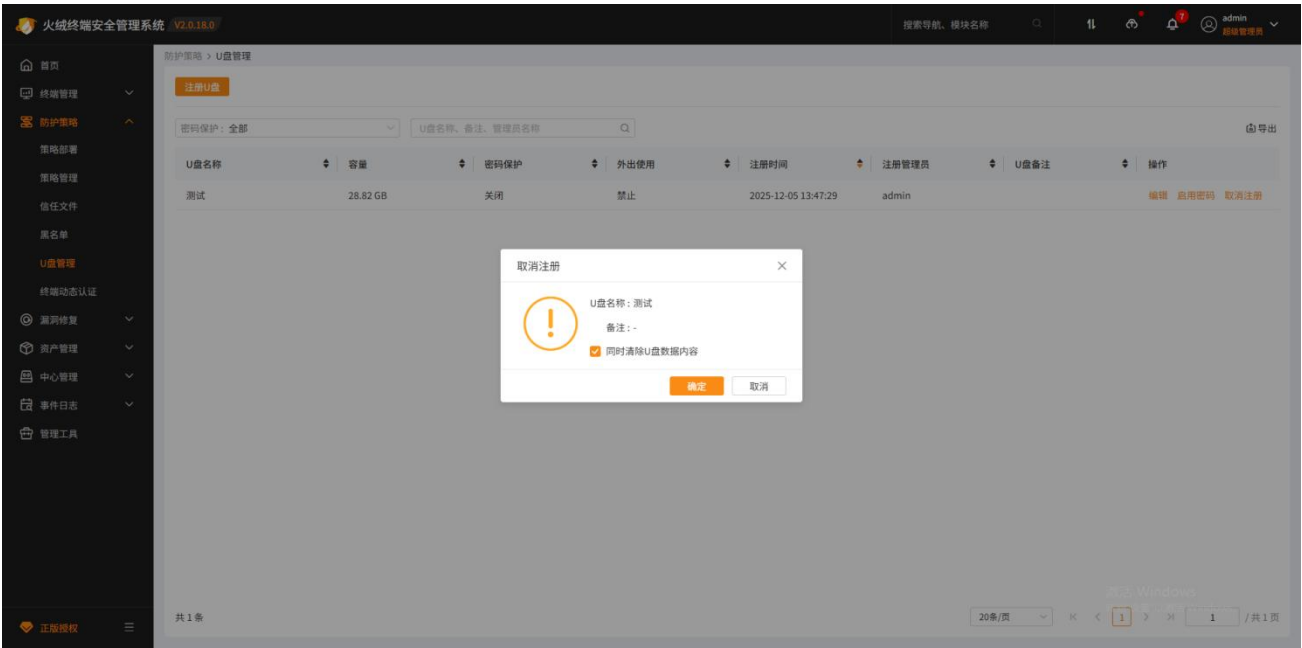 火绒终端安全管理系统 V2.0.18.0 搜索导航、模块名称 7 admin
超级管理员
首页
终端管理
防护策略
策略部署
策略管理
信任文件
黑名单
U盘管理
终端动态认证
漏洞修复
资产管理
中心管理
事件日志
管理工具
正版授权
防护策略 > U盘管理
注册U盘
密码保护：全部 U盘名称、备注、管理员名称 导出
U盘名称 容量 密码保护 外出使用 注册时间 注册管理员 U盘备注 操作
测试 28.82 GB 关闭 禁止 2025-12-05 13:47:29 admin 编辑 启用密码 取消注册
取消注册
U盘名称：测试
备注：-
同时清除U盘数据内容
确定 取消
激活 Windows
共 1 条 20条/页 1 1 / 共 1 页